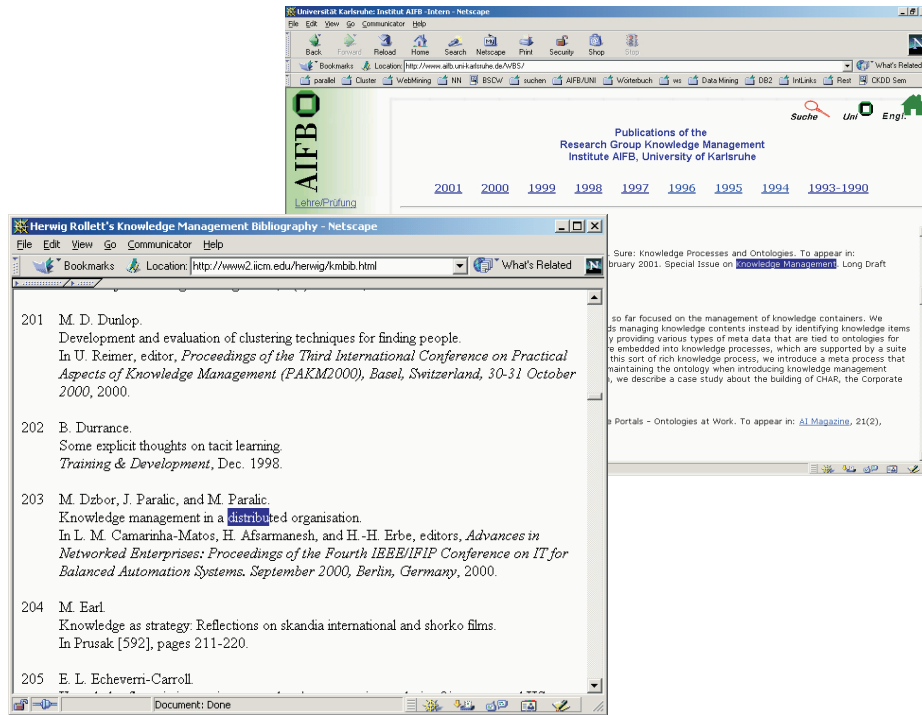 Universität Karlsruhe: Institut AIFB -Intern - Netscape
File Edit View Go Communicator Help
Back Forward Reload Home Search Netscape Print Security Shop Stop
Bookmarks Location: http://www.aifb.uni-karlsruhe.de/WBS/ What's Related
parallel Cluster WebMining NN BSCW suchen AIFB/UNI Wörterbuch ws Data Mining DB2 IntLinks Rest CKDD Sem
AIFB
Suche Uni Engl.
Publications of the
Research Group Knowledge Management
Institute AIFB, University of Karlsruhe
2001 2000 1999 1998 1997 1996 1995 1994 1993-1990
Lehre/Prüfung
. Sure: Knowledge Processes and Ontologies. To appear in:
bruary 2001. Special Issue on Knowledge Management. Long Draft
so far focused on the management of knowledge containers. We
ds managing knowledge contents instead by identifying knowledge items
y providing various types of meta data that are tied to ontologies for
e embedded into knowledge processes, which are supported by a suite
this sort of rich knowledge process, we introduce a meta process that
maintaining the ontology when introducing knowledge management
, we describe a case study about the building of CHAR, the Corporate
e Portals - Ontologies at Work. To appear in: AI Magazine, 21(2),
Herwig Rollett's Knowledge Management Bibliography - Netscape
File Edit View Go Communicator Help
Bookmarks Location: http://www2.iicm.edu/herwig/kmbib.html What's Related
201 M. D. Dunlop.
Development and evaluation of clustering techniques for finding people.
In U. Reimer, editor, Proceedings of the Third International Conference on Practical
Aspects of Knowledge Management (PAKM2000), Basel, Switzerland, 30-31 October
2000, 2000.
202 B. Durrance.
Some explicit thoughts on tacit learning.
Training & Development, Dec. 1998.
203 M. Dzbor, J. Paralic, and M. Paralic.
Knowledge management in a distributed organisation.
In L. M. Camarinha-Matos, H. Afsarmanesh, and H.-H. Erbe, editors, Advances in
Networked Enterprises: Proceedings of the Fourth IEEE/IFIP Conference on IT for
Balanced Automation Systems. September 2000, Berlin, Germany, 2000.
204 M. Earl.
Knowledge as strategy: Reflections on skandia international and shorko films.
In Prusak [592], pages 211-220.
205 E. L. Echeverri-Carroll.
Document: Done